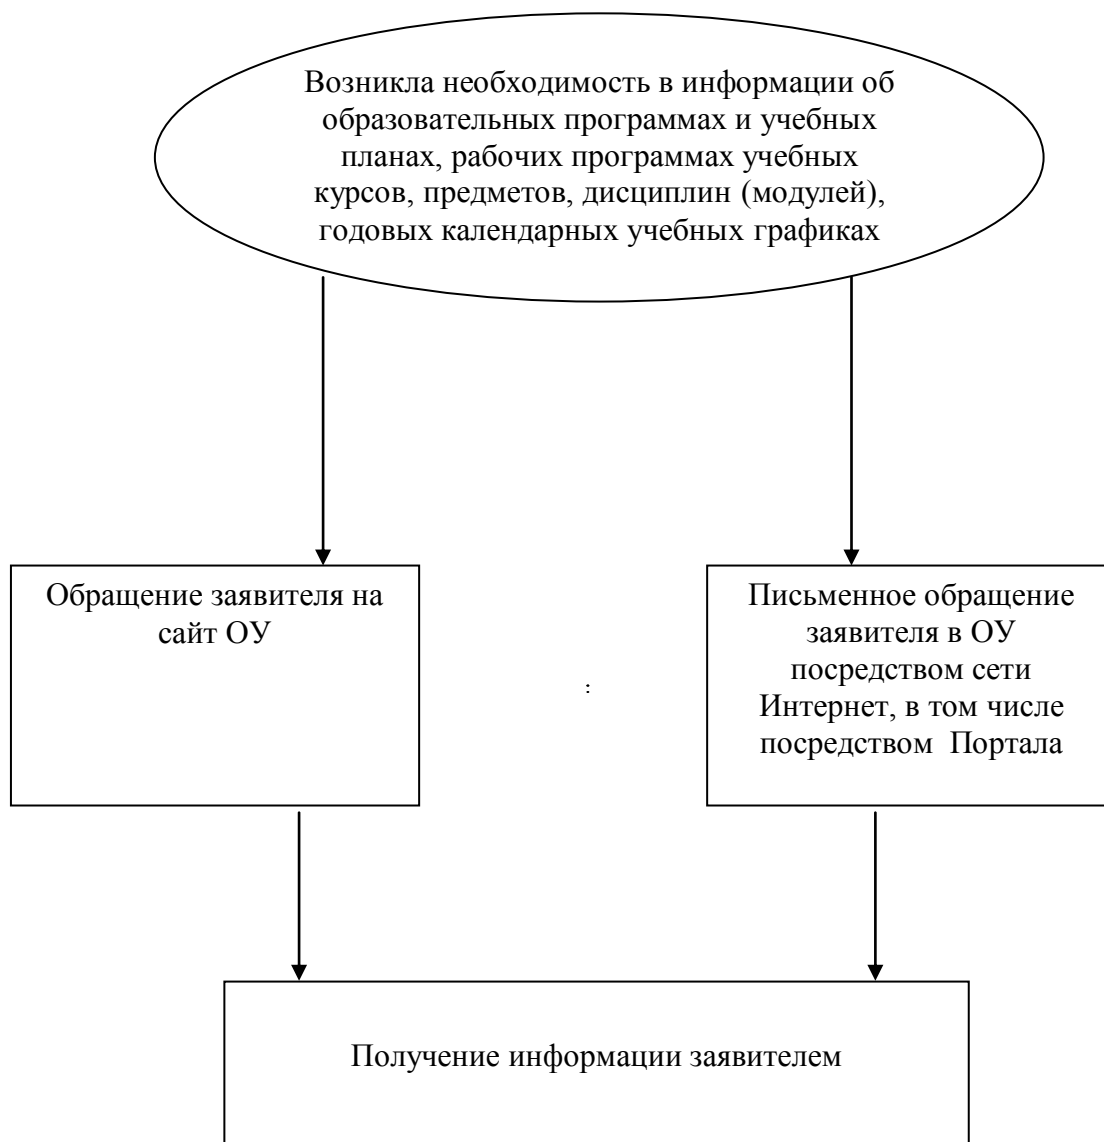 Возникла необходимость в информации об
образовательных программах и учебных
планах, рабочих программах учебных
курсов, предметов, дисциплин (модулей),
годовых календарных учебных графиках
Обращение заявителя на
сайт ОУ
Письменное обращение
заявителя в ОУ
посредством сети
Интернет, в том числе
посредством  Портала
:
Получение информации заявителем